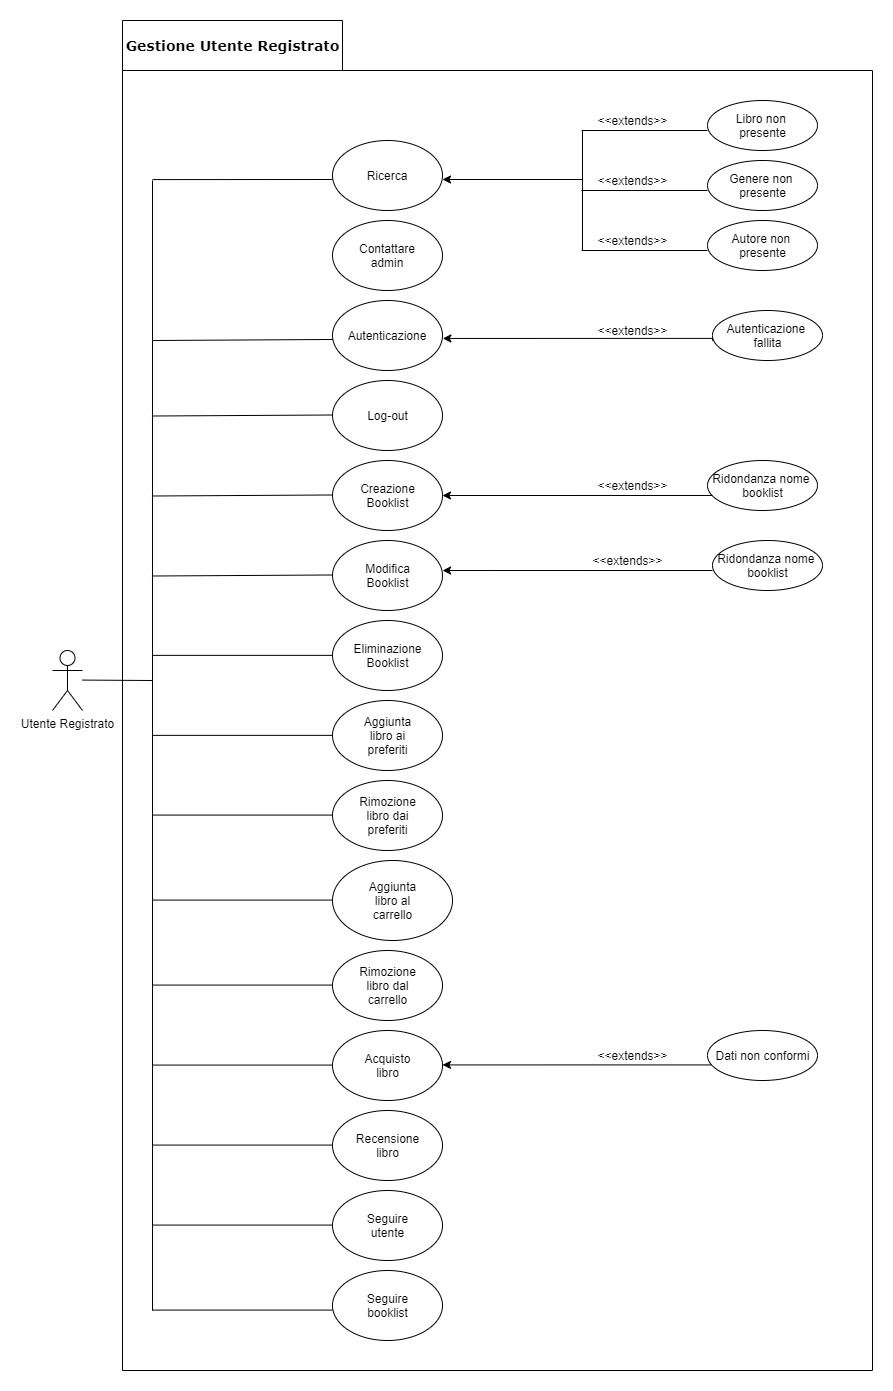 Gestione Utente Registrato
<<extends>>
Libro non
presente
Ricerca
<<extends>>
Genere non
presente
<<extends>>
Autore non
presente
Contattare
admin
Autenticazione
<<extends>>
Autenticazione
fallita
Log-out
Creazione
Booklist
<<extends>>
Ridondanza nome
booklist
Modifica
Booklist
<<extends>>
Ridondanza nome
booklist
Eliminazione
Booklist
Utente Registrato
Aggiunta
libro ai
preferiti
Rimozione
libro dai
preferiti
Aggiunta
libro al
carrello
Rimozione
libro dal
carrello
Acquisto
libro
<<extends>>
Dati non conformi
Recensione
libro
Seguire
utente
Seguire
booklist